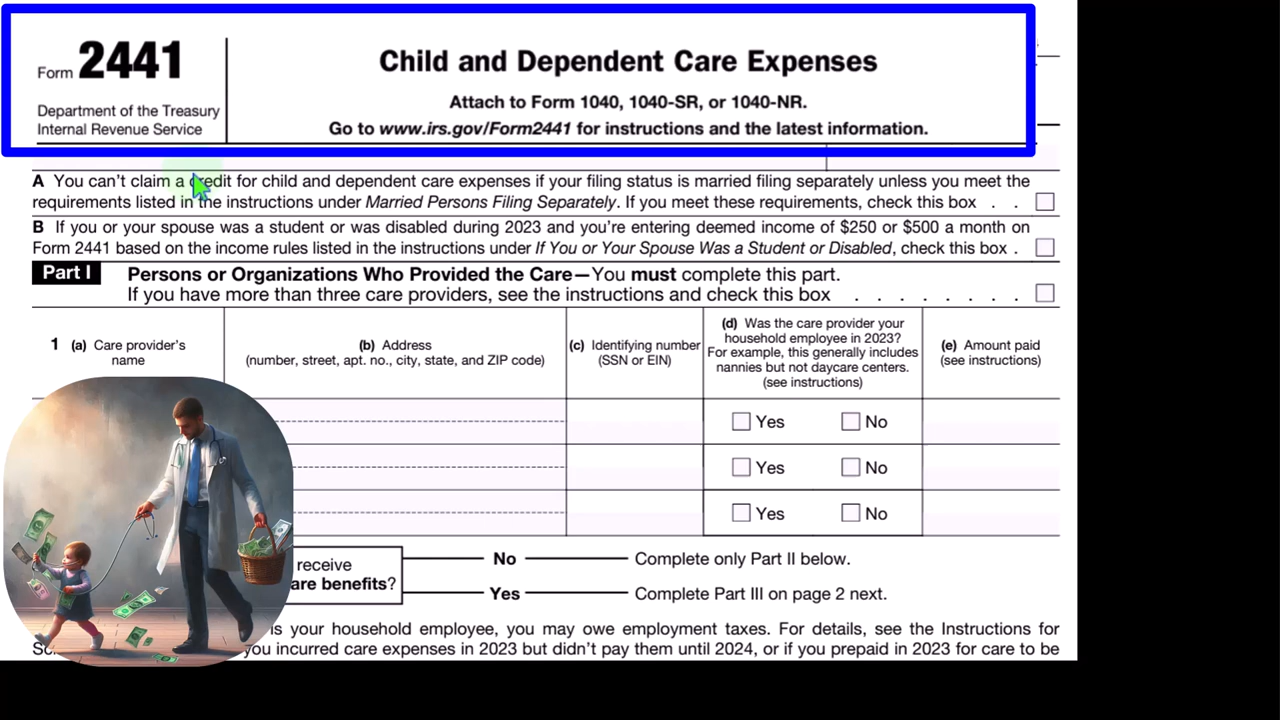 Form 2441
Department of the Treasury
Internal Revenue Service
Child and Dependent Care Expenses
Attach to Form 1040, 1040-SR, or 1040-NR.
Go to www.irs.gov/Form2441 for instructions and the latest information.
A You can't claim a credit for child and dependent care expenses if your filing status is married filing separately unless you meet the
requirements listed in the instructions under Married Persons Filing Separately. If you meet these requirements, check this box . .
B If you or your spouse was a student or was disabled during 2023 and you're entering deemed income of $250 or $500 a month on
Form 2441 based on the income rules listed in the instructions under If You or Your Spouse Was a Student or Disabled, check this box .
Part I Persons or Organizations Who Provided the Care—You must complete this part.
If you have more than three care providers, see the instructions and check this box . . . . . . . .
1 (a) Care provider's
name
(b) Address
(number, street, apt. no., city, state, and ZIP code)
(c) Identifying number
(SSN or EIN)
(d) Was the care provider your
household employee in 2023?
For example, this generally includes
nannies but not daycare centers.
(see instructions)
(e) Amount paid
(see instructions)
Yes No
Yes No
Yes No
receive
are benefits?
No Complete only Part II below.
Yes Complete Part III on page 2 next.
is your household employee, you may owe employment taxes. For details, see the Instructions for
you incurred care expenses in 2023 but didn't pay them until 2024, or if you prepaid in 2023 for care to be